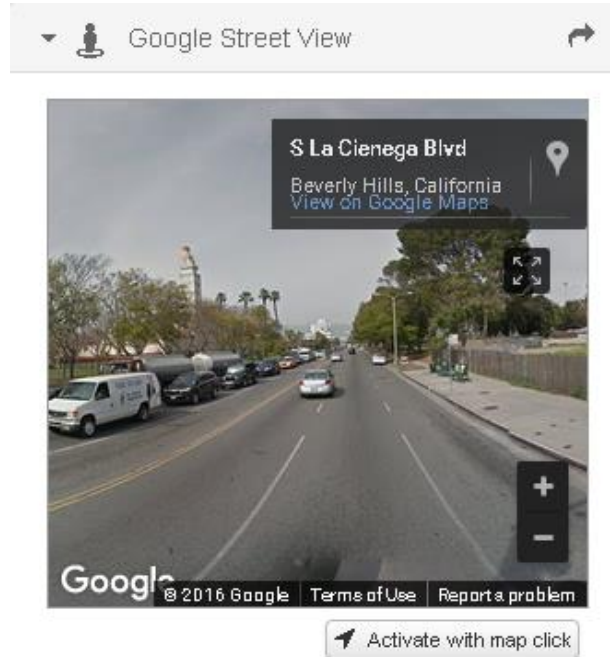 Google Street View
S La Cienega Blvd
Beverly Hills, California
View on Google Maps
Google
© 2016 Google
Terms of Use
Report a problem
Activate with map click